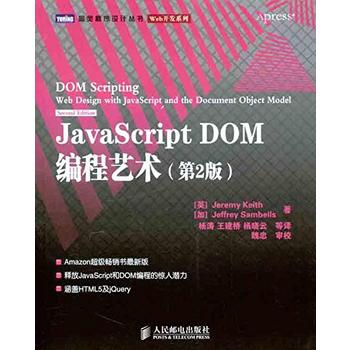 TURING 图灵程序设计丛书 Web开发系列
Apress
DOM Scripting
Web Design with JavaScript and the Document Object Model
Second Edition
JavaScript DOM
编程艺术(第2版)
[英] Jeremy Keith
[加] Jeffrey Sambells 著
杨涛 王建桥 杨晓云 等译
魏忠 审校
Amazon超级畅销书最新版
释放JavaScript和DOM编程的惊人潜力
涵盖HTML5及jQuery
人民邮电出版社
POSTS & TELECOM PRESS